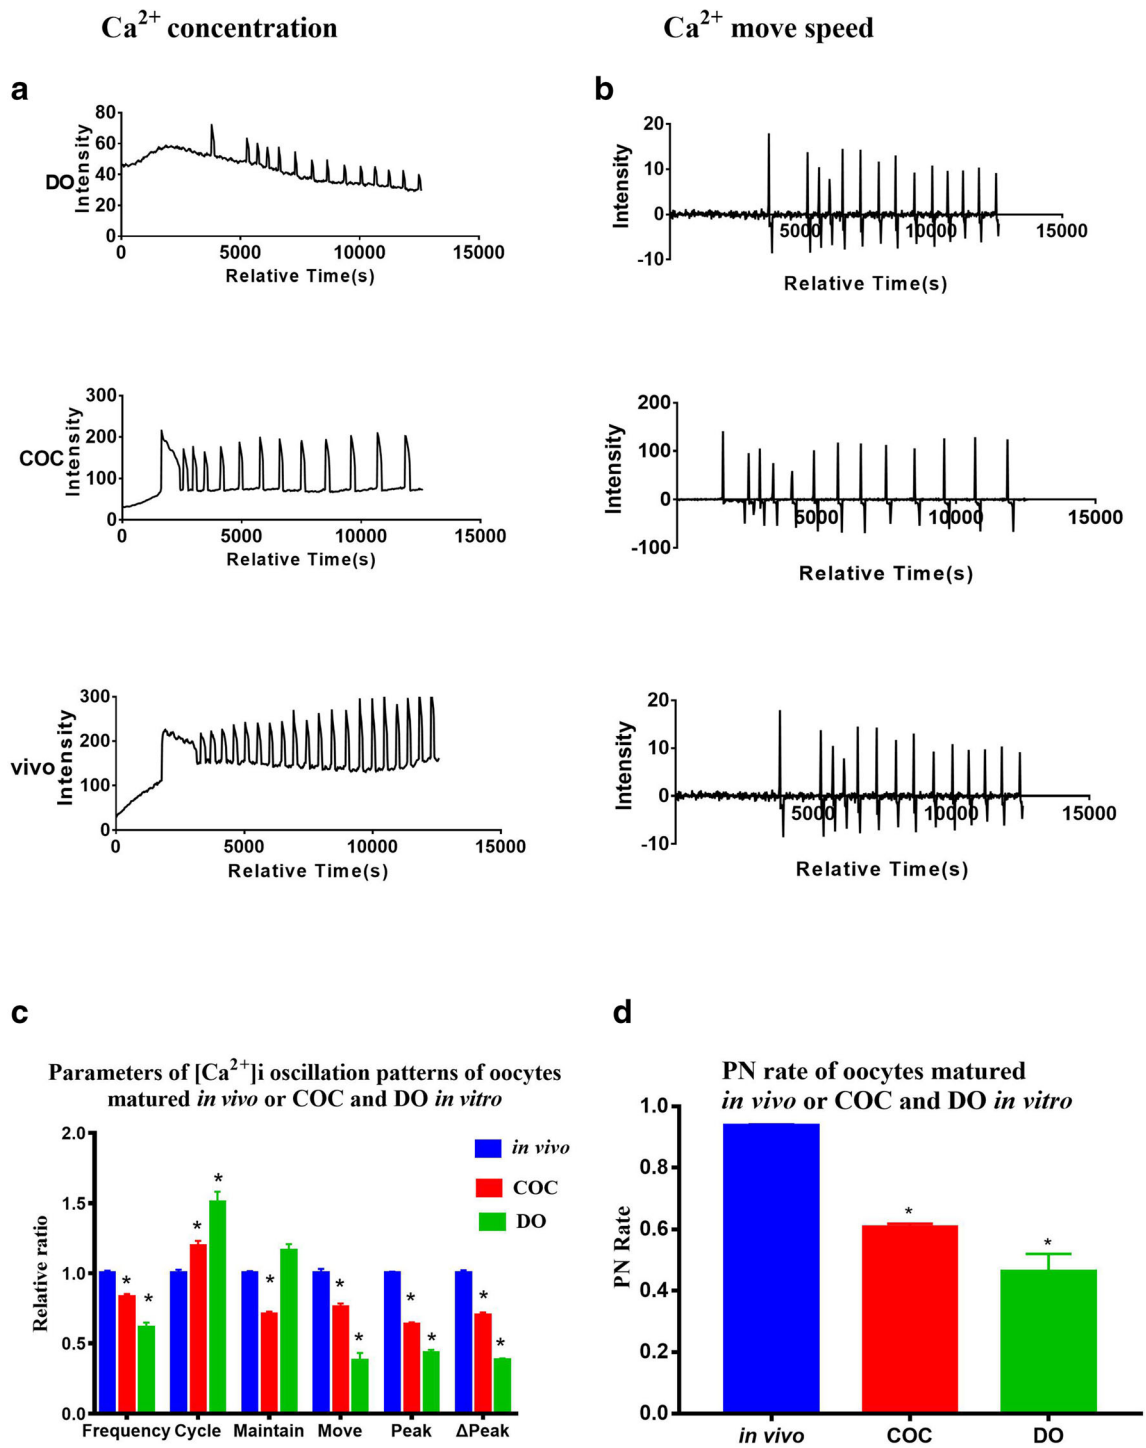 Ca2+ concentration
Ca2+ move speed
a
DO
Intensity
80
60
40
20
0
0 5000 10000 15000
Relative Time(s)
b
Intensity
20
10
0
-10
5000 10000 15000
Relative Time(s)
COC
Intensity
300
200
100
0
0 5000 10000 15000
Relative Time(s)
Intensity
200
100
0
-100
5000 10000 15000
Relative Time(s)
vivo
Intensity
300
200
100
0
0 5000 10000 15000
Relative Time(s)
Intensity
20
10
0
-10
5000 10000 15000
Relative Time(s)
c
Parameters of [Ca2+]i oscillation patterns of oocytes
matured in vivo or COC and DO in vitro
Relative ratio
2.0
1.5
1.0
0.5
0.0
in vivo
COC
DO
* * * * * * * * * * *
Frequency Cycle Maintain Move Peak ΔPeak
d
PN rate of oocytes matured
in vivo or COC and DO in vitro
PN Rate
1.0
0.8
0.6
0.4
0.2
0.0
* *
in vivo COC DO